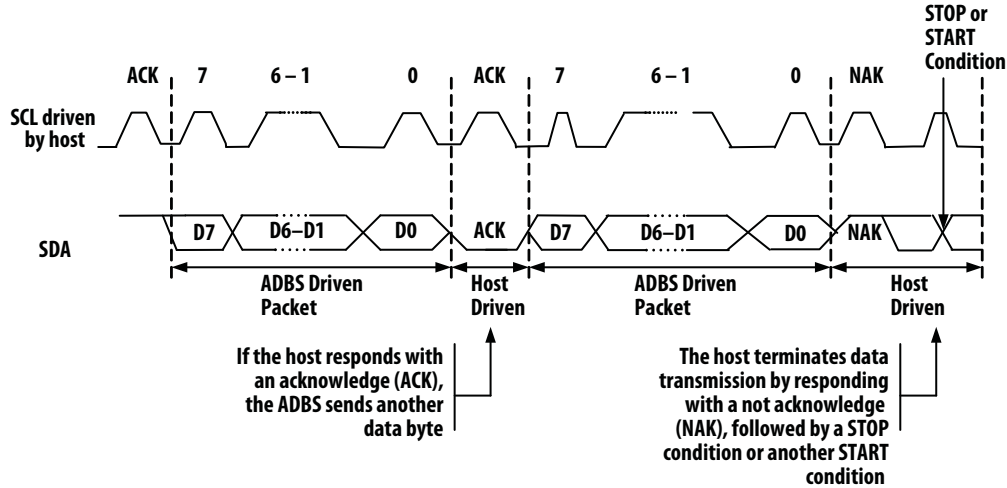 STOP or
START
Condition
ACK 7 6 – 1 0 ACK 7 6 – 1 0 NAK
SCL driven
by host
SDA
D7 D6–D1 D0 ACK D7 D6–D1 D0 NAK
ADBS Driven
Packet
Host
Driven
ADBS Driven
Packet
Host
Driven
If the host responds with
an acknowledge (ACK),
the ADBS sends another
data byte
The host terminates data
transmission by responding
with a not acknowledge
(NAK), followed by a STOP
condition or another START
condition